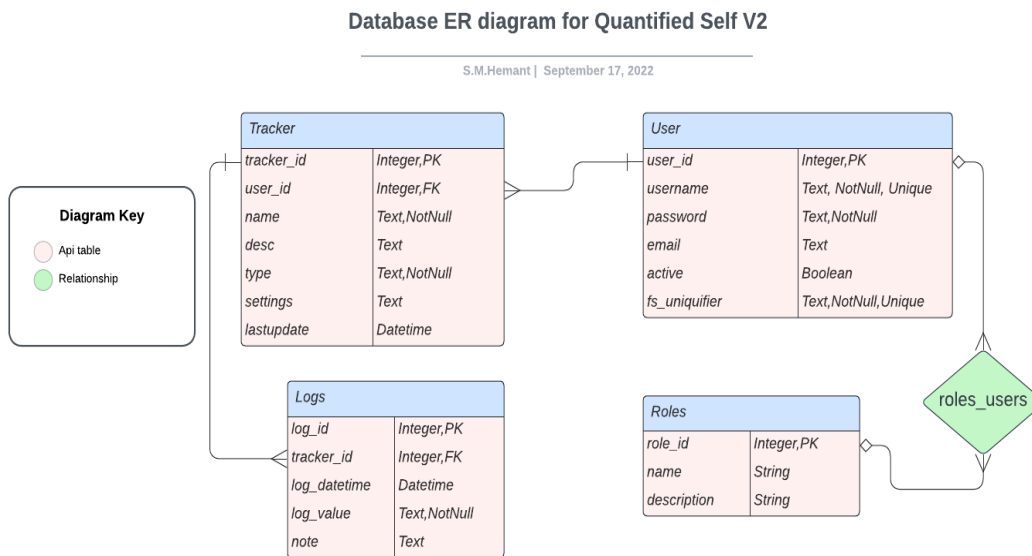 Database ER diagram for Quantified Self V2
S.M.Hemant | September 17, 2022
Tracker
tracker_id Integer,PK
user_id Integer,FK
name Text,NotNull
desc Text
type Text,NotNull
settings Text
lastupdate Datetime
User
user_id Integer,PK
username Text, NotNull, Unique
password Text,NotNull
email Text
active Boolean
fs_uniquifier Text,NotNull,Unique
Diagram Key
Api table
Relationship
Logs
log_id Integer,PK
tracker_id Integer,FK
log_datetime Datetime
log_value Text,NotNull
note Text
Roles
role_id Integer,PK
name String
description String
roles_users